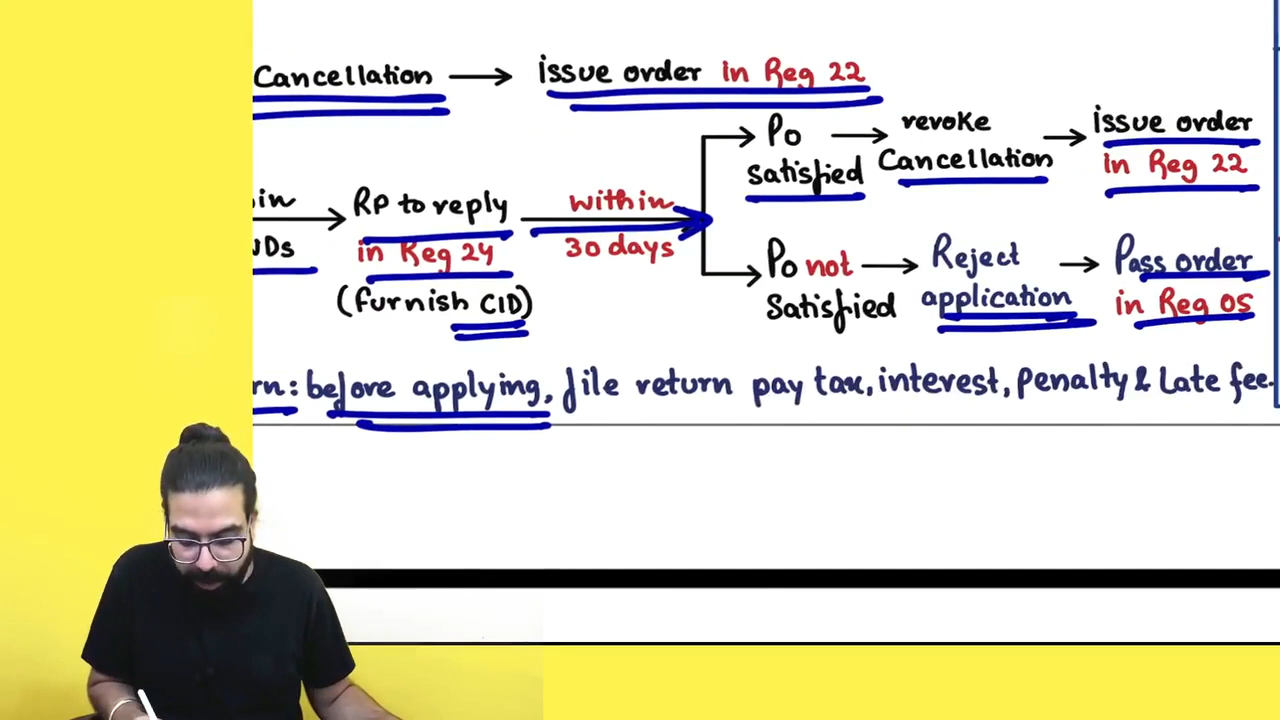 Cancellation → issue order in Reg 22
Po satisfied → revoke Cancellation → issue order in Reg 22
in
RP to reply in Reg 24 (furnish CID)
within 30 days
Po not Satisfied → Reject application → Pass order in Reg 05
rn: before applying, file return pay tax, interest, penalty & Late fee.